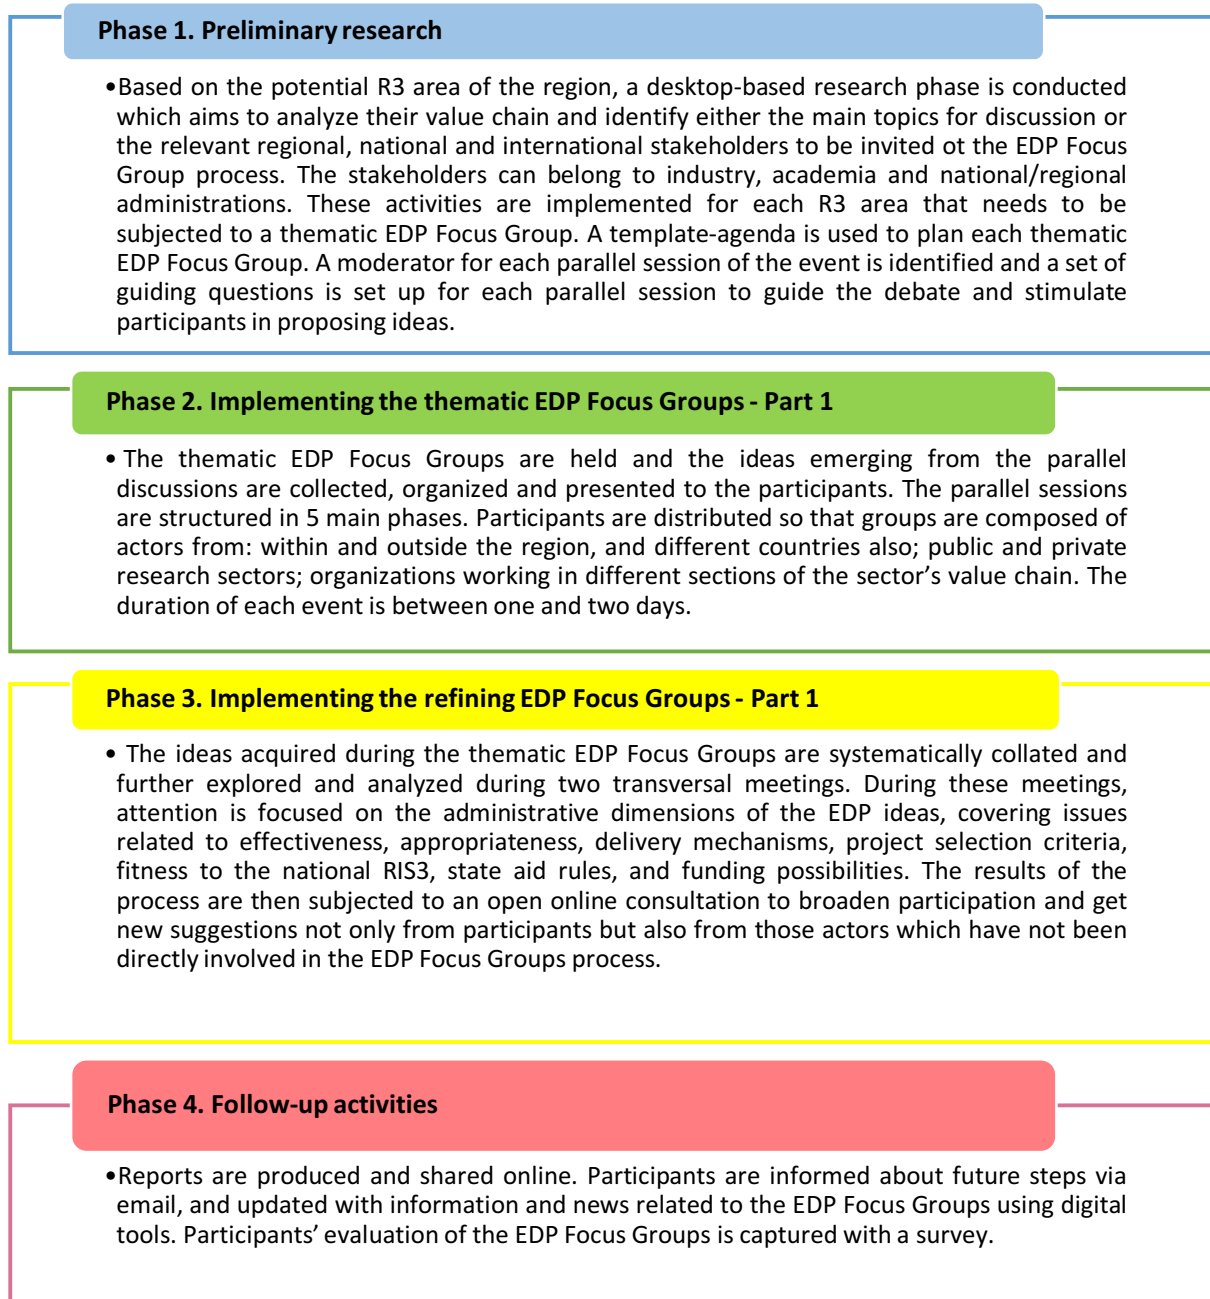 Phase 1. Preliminary research
•Based on the potential R3 area of the region, a desktop-based research phase is conducted
which aims to analyze their value chain and identify either the main topics for discussion or
the relevant regional, national and international stakeholders to be invited ot the EDP Focus
Group process. The stakeholders can belong to industry, academia and national/regional
administrations. These activities are implemented for each R3 area that needs to be
subjected to a thematic EDP Focus Group. A template-agenda is used to plan each thematic
EDP Focus Group. A moderator for each parallel session of the event is identified and a set of
guiding questions is set up for each parallel session to guide the debate and stimulate
participants in proposing ideas.
Phase 2. Implementing the thematic EDP Focus Groups - Part 1
• The thematic EDP Focus Groups are held and the ideas emerging from the parallel
discussions are collected, organized and presented to the participants. The parallel sessions
are structured in 5 main phases. Participants are distributed so that groups are composed of
actors from: within and outside the region, and different countries also; public and private
research sectors; organizations working in different sections of the sector’s value chain. The
duration of each event is between one and two days.
Phase 3. Implementing the refining EDP Focus Groups - Part 1
• The ideas acquired during the thematic EDP Focus Groups are systematically collated and
further explored and analyzed during two transversal meetings. During these meetings,
attention is focused on the administrative dimensions of the EDP ideas, covering issues
related to effectiveness, appropriateness, delivery mechanisms, project selection criteria,
fitness to the national RIS3, state aid rules, and funding possibilities. The results of the
process are then subjected to an open online consultation to broaden participation and get
new suggestions not only from participants but also from those actors which have not been
directly involved in the EDP Focus Groups process.
Phase 4. Follow-up activities
•Reports are produced and shared online. Participants are informed about future steps via
email, and updated with information and news related to the EDP Focus Groups using digital
tools. Participants’ evaluation of the EDP Focus Groups is captured with a survey.